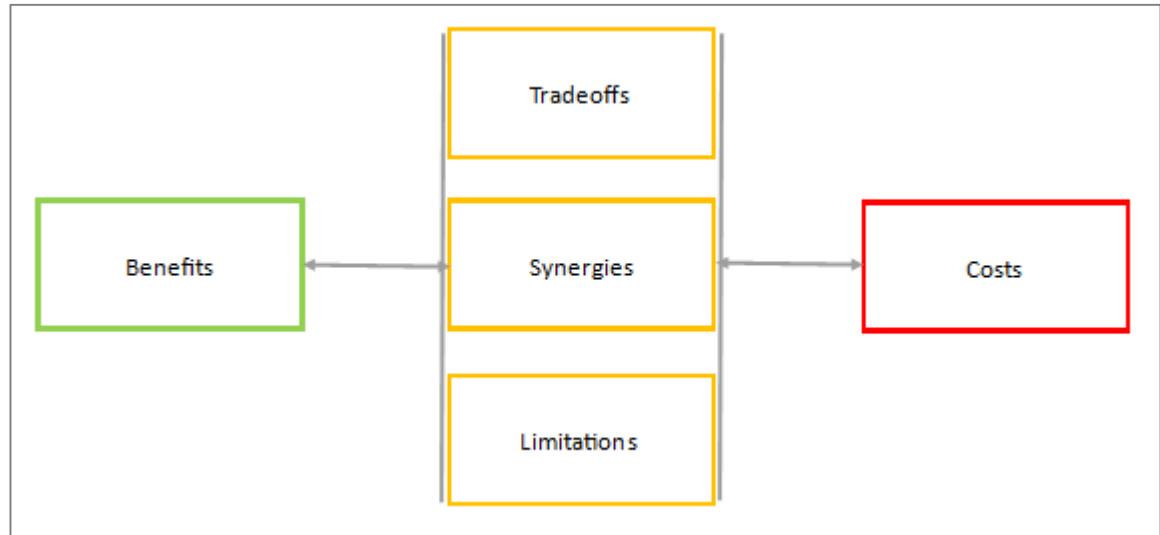 Tradeoffs
Benefits
Synergies
Costs
Limitations